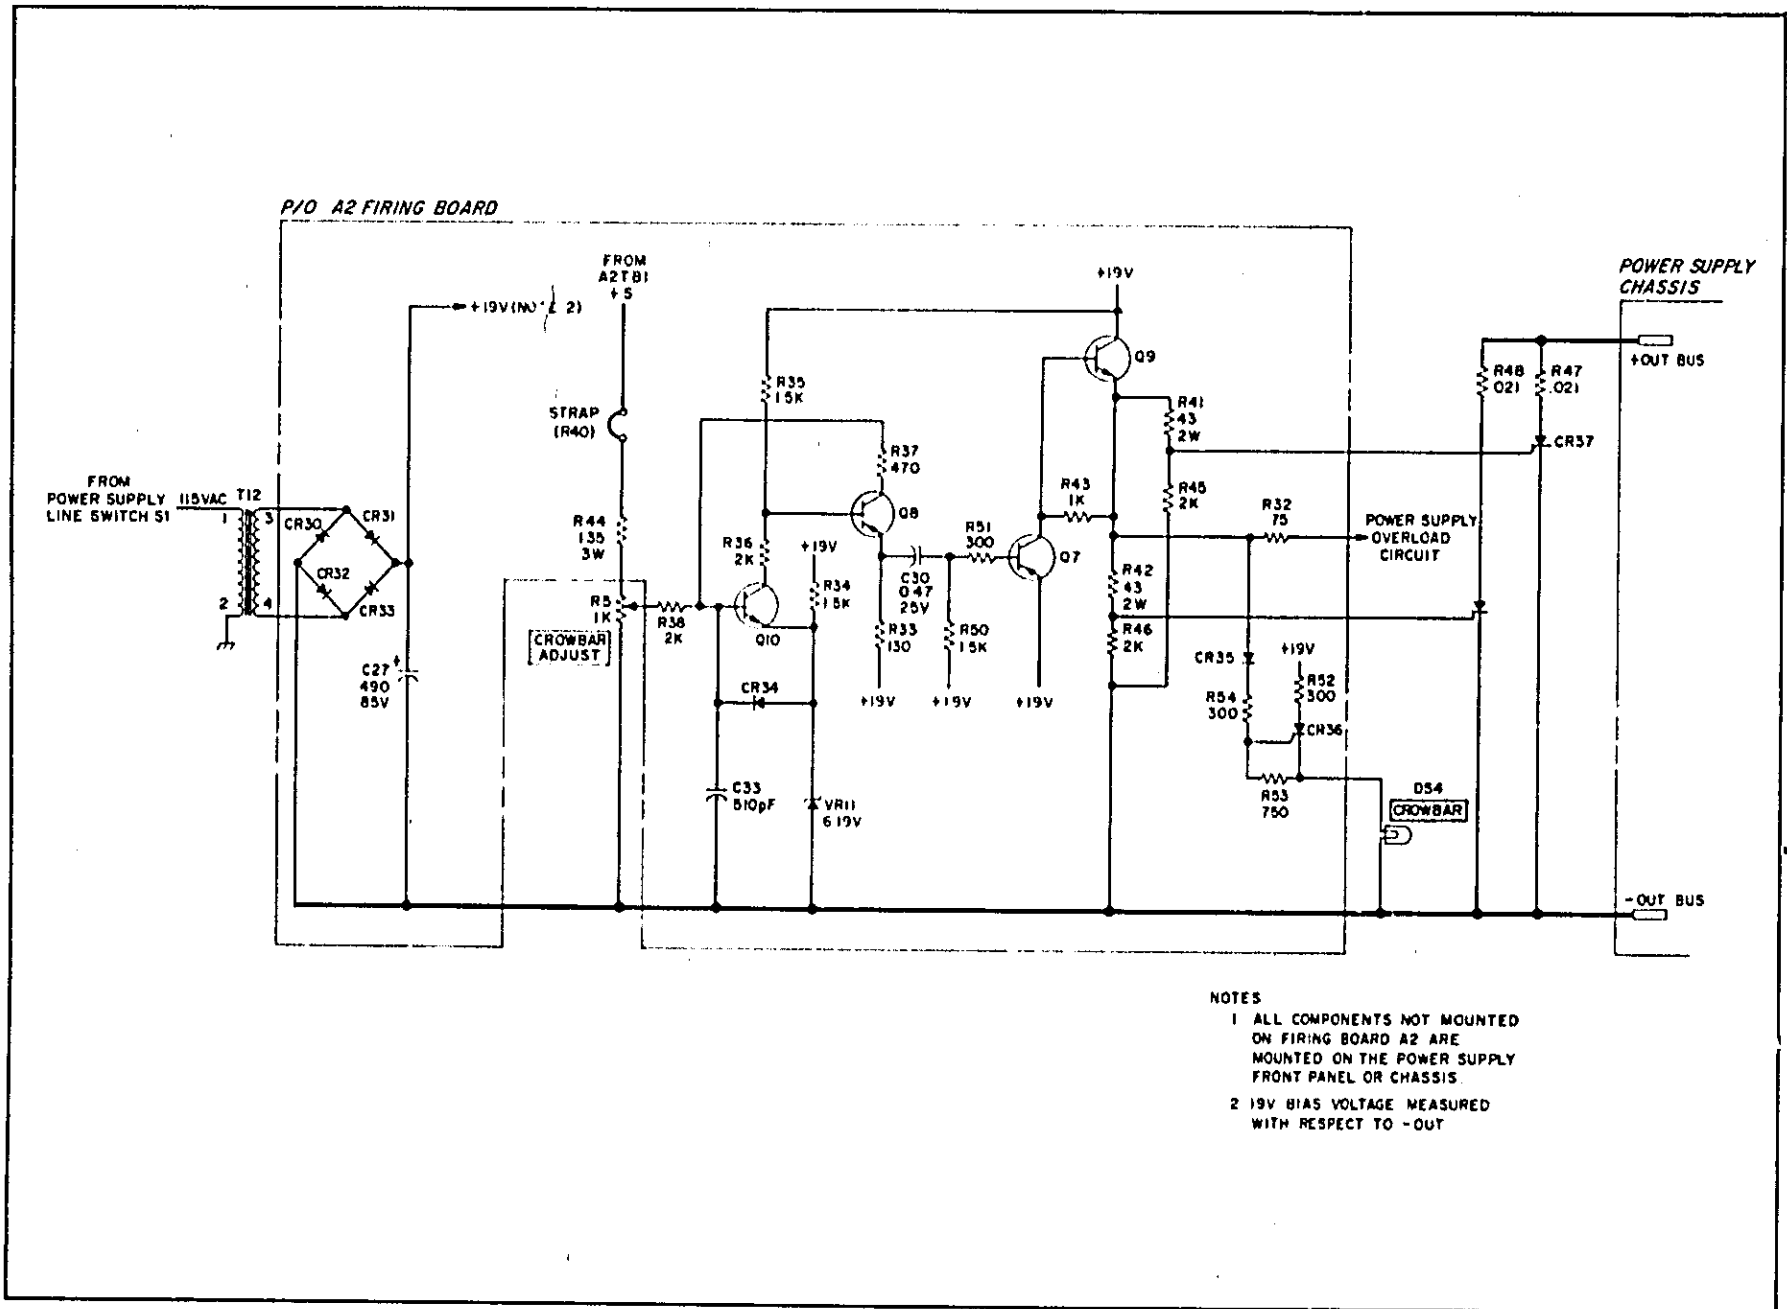 P/O A2 FIRING BOARD
FROM
A2TB1
+S
+19V
POWER SUPPLY
CHASSIS
+OUT BUS
R48
.021
R47
.021
CR37
Q9
R35
1.5K
STRAP
(R40)
R41
43
2W
R37
470
FROM
POWER SUPPLY
LINE SWITCH S1
115VAC
T12
1
3
2
4
CR30
CR31
CR32
CR33
R44
135
3W
Q8
R43
1K
R45
2K
R32
75
POWER SUPPLY
OVERLOAD
CIRCUIT
R51
300
Q7
R36
2K
+19V
R34
1.5K
C30
0.47
25V
R42
43
2W
R5
1K
CROWBAR
ADJUST
R38
2K
Q10
R33
130
R50
1.5K
R46
2K
CR35
+19V
R52
300
C27
490
85V
+
CR34
+19V
+19V
+19V
R54
300
CR36
C33
510pF
VR11
6.19V
R53
750
DS4
CROWBAR
-OUT BUS
NOTES
1 ALL COMPONENTS NOT MOUNTED
ON FIRING BOARD A2 ARE
MOUNTED ON THE POWER SUPPLY
FRONT PANEL OR CHASSIS.
2 19V BIAS VOLTAGE MEASURED
WITH RESPECT TO -OUT